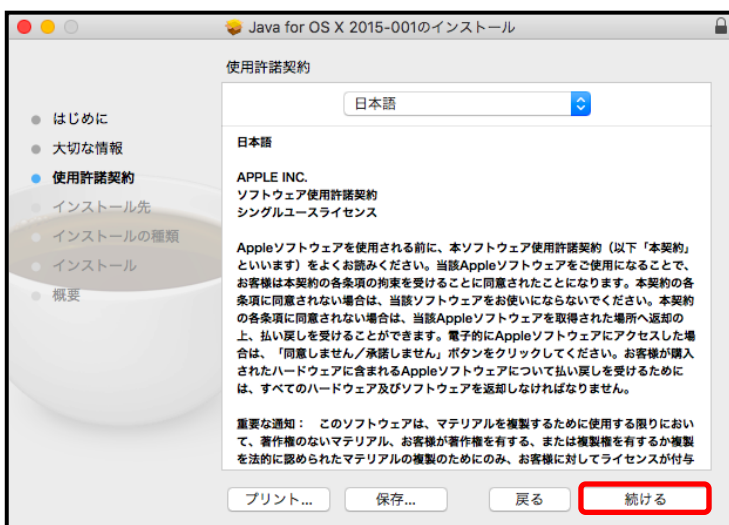 Java for OS X 2015-001のインストール
使用許諾契約
はじめに
大切な情報
使用許諾契約
インストール先
インストールの種類
インストール
概要
日本語
日本語
APPLE INC.
ソフトウェア使用許諾契約
シングルユースライセンス
Appleソフトウェアを使用される前に、本ソフトウェア使用許諾契約（以下「本契約」
といいます）をよくお読みください。当該Appleソフトウェアをご使用になることで、
お客様は本契約の各条項の拘束を受けることに同意されたことになります。本契約の各
条項に同意されない場合は、当該ソフトウェアをお使いにならないでください。本契約
の各条項に同意されない場合は、当該Appleソフトウェアを取得された場所へ返却の
上、払い戻しを受けることができます。電子的にAppleソフトウェアにアクセスした場
合は、「同意しません／承諾しません」ボタンをクリックしてください。お客様が購入
されたハードウェアに含まれるAppleソフトウェアについて払い戻しを受けるために
は、すべてのハードウェア及びソフトウェアを返却しなければなりません。
重要な通知：　このソフトウェアは、マテリアルを複製するために使用する限りにおい
て、著作権のないマテリアル、お客様が著作権を有する、または複製権を有するか複製
を法的に認められたマテリアルの複製のためにのみ、お客様に対してライセンスが付与
プリント... 保存... 戻る 続ける